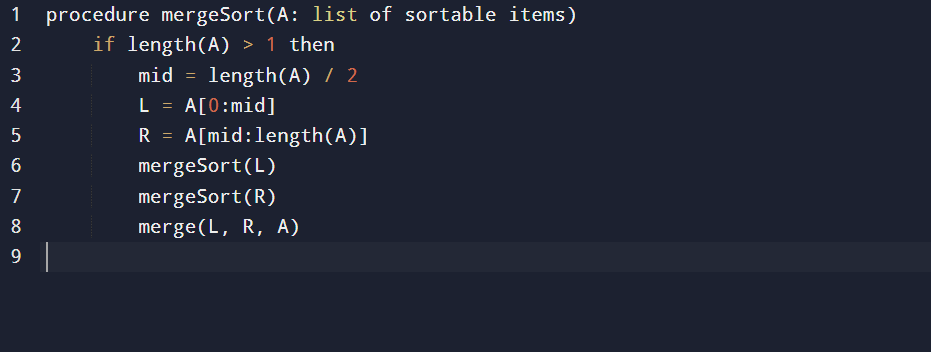 1 procedure mergeSort(A: list of sortable items)
2     if length(A) > 1 then
3         mid = length(A) / 2
4         L = A[0:mid]
5         R = A[mid:length(A)]
6         mergeSort(L)
7         mergeSort(R)
8         merge(L, R, A)
9